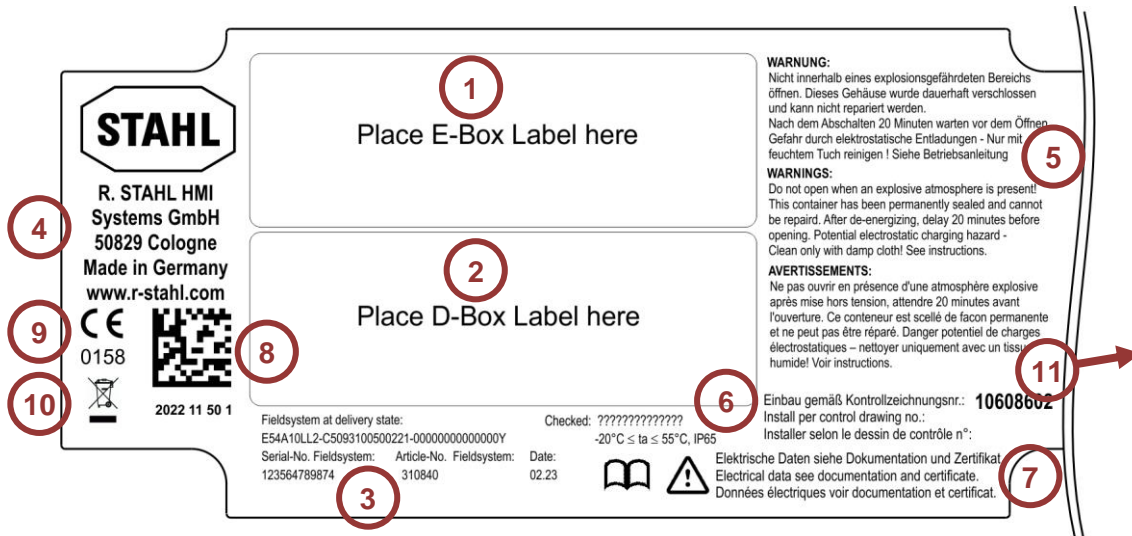 STAHL
R. STAHL HMI
Systems GmbH
50829 Cologne
Made in Germany
www.r-stahl.com
CE
0158
2022 11 50 1
4
9
10
8
1
Place E-Box Label here
2
Place D-Box Label here
Fieldsystem at delivery state:
Checked: ??????????????
E54A10LL2-C5093100500221-00000000000000Y
-20°C ≤ ta ≤ 55°C, IP65
Serial-No. Fieldsystem: Article-No. Fieldsystem: Date:
123564789874 310840 02.23
3
6
WARNUNG:
Nicht innerhalb eines explosionsgefährdeten Bereichs
öffnen. Dieses Gehäuse wurde dauerhaft verschlossen
und kann nicht repariert werden.
Nach dem Abschalten 20 Minuten warten vor dem Öffnen
Gefahr durch elektrostatische Entladungen - Nur mit
feuchtem Tuch reinigen ! Siehe Betriebsanleitung
5
WARNINGS:
Do not open when an explosive atmosphere is present!
This container has been permanently sealed and cannot
be repaird. After de-energizing, delay 20 minutes before
opening. Potential electrostatic charging hazard -
Clean only with damp cloth! See instructions.
AVERTISSEMENTS:
Ne pas ouvrir en présence d'une atmosphère explosive
après mise hors tension, attendre 20 minutes avant
l'ouverture. Ce conteneur est scellé de facon permanente
et ne peut pas être réparé. Danger potentiel de charges
électrostatiques – nettoyer uniquement avec un tissu
humide! Voir instructions.
11
Einbau gemäß Kontrollzeichnungsnr.: 10608602
Install per control drawing no.:
Installer selon le dessin de contrôle n°:
Elektrische Daten siehe Dokumentation und Zertifikat.
Electrical data see documentation and certificate.
Données électriques voir documentation et certificat.
7